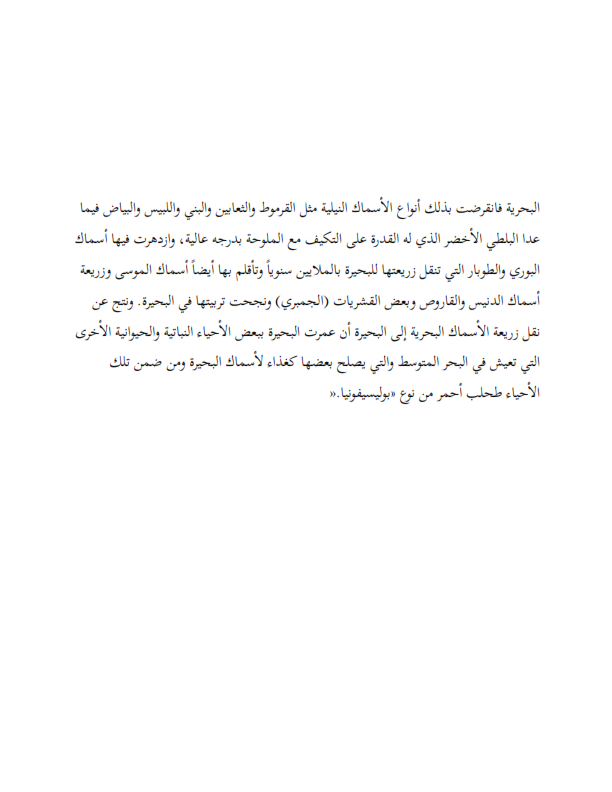 البحرية فانقرضت بذلك أنواع الأسماك النيلية مثل القرموط والثعابين والبني واللبيس والبياض فيما
عدا البلطي الأخضر الذي له القدرة على التكيف مع الملوحة بدرجه عالية، وازدهرت فيها أسماك
البوري والطوبار التي تنقل زريعتها للبحيرة بالملايين سنوياً وتأقلم بها أيضاً أسماك الموسى وزريعة
أسماك الدنيس والقاروص وبعض القشريات (الجمبري) ونجحت تربيتها في البحيرة. ونتج عن
نقل زريعة الأسماك البحرية إلى البحيرة أن عمرت البحيرة ببعض الأحياء النباتية والحيوانية الأخرى
التي تعيش في البحر المتوسط والتي يصلح بعضها كغذاء لأسماك البحيرة ومن ضمن تلك
الأحياء طحلب أحمر من نوع «بوليسيفونيا.«